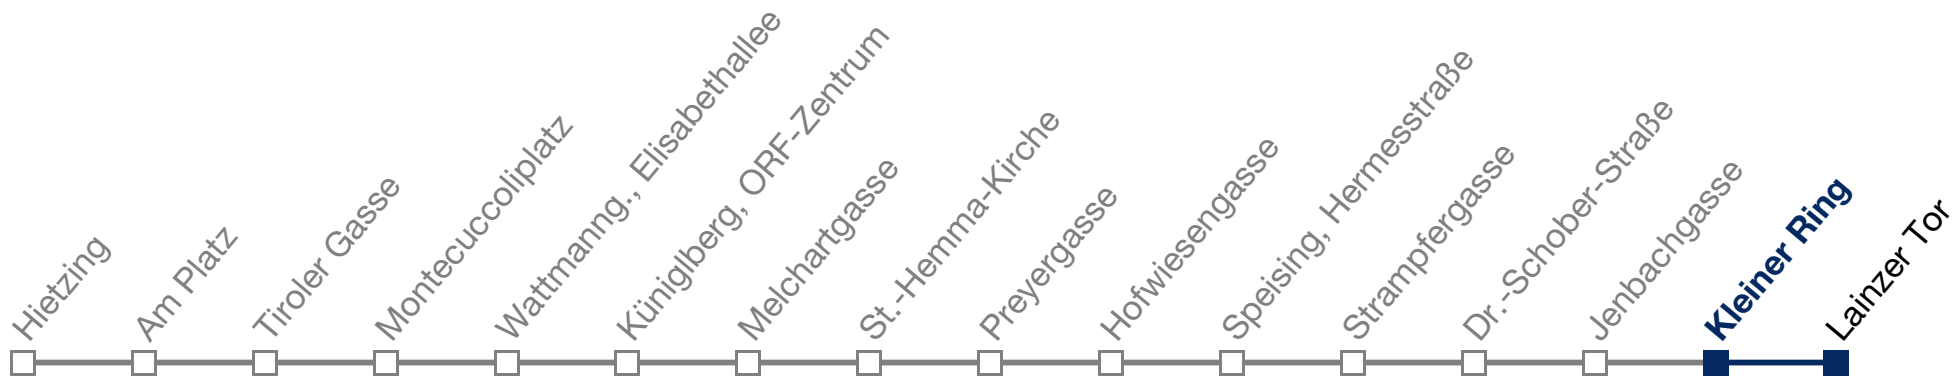 Hietzing
Am Platz
Tiroler Gasse
Montecuccoliplatz
Wattmanng., Elisabethallee
Küniglberg, ORF-Zentrum
Melchartgasse
St.-Hemma-Kirche
Preyergasse
Hofwiesengasse
Speising, Hermesstraße
Strampfergasse
Dr.-Schober-Straße
Jenbachgasse
Kleiner Ring
Lainzer Tor